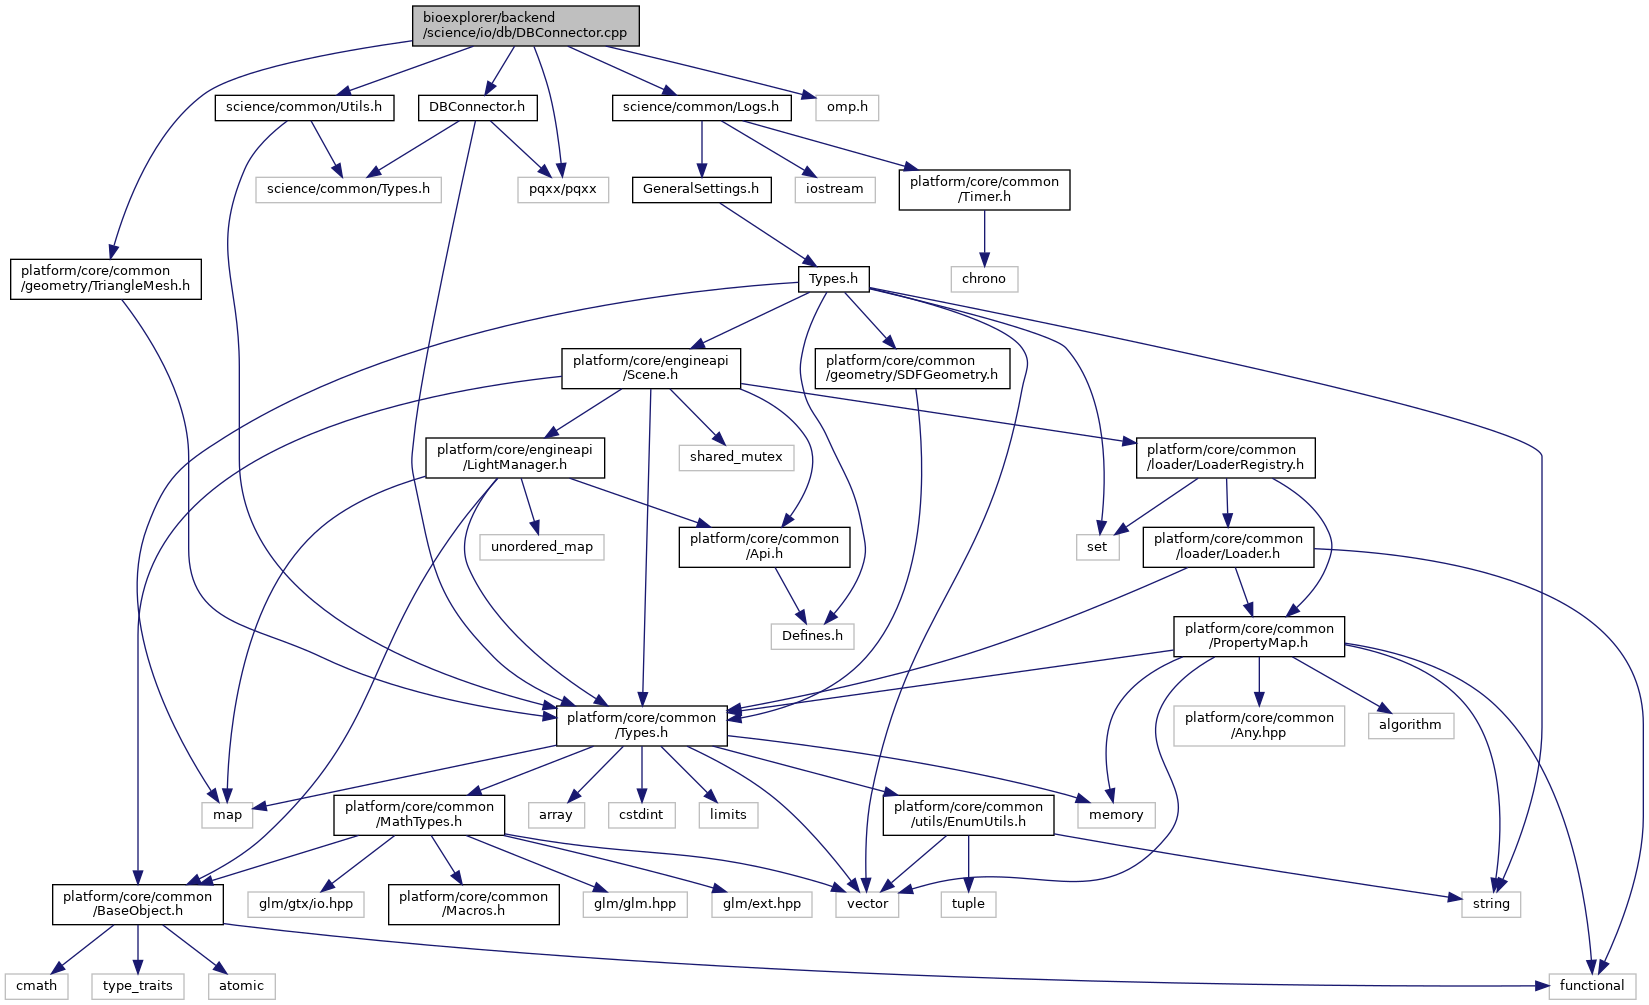 bioexplorer/backend
/science/io/db/DBConnector.cpp
science/common/Utils.h
DBConnector.h
science/common/Logs.h
omp.h
science/common/Types.h
pqxx/pqxx
GeneralSettings.h
iostream
platform/core/common
/Timer.h
platform/core/common
/geometry/TriangleMesh.h
Types.h
chrono
platform/core/engineapi
/Scene.h
platform/core/common
/geometry/SDFGeometry.h
platform/core/engineapi
/LightManager.h
shared_mutex
platform/core/common
/loader/LoaderRegistry.h
unordered_map
platform/core/common
/Api.h
set
platform/core/common
/loader/Loader.h
Defines.h
platform/core/common
/PropertyMap.h
platform/core/common
/Types.h
platform/core/common
/Any.hpp
algorithm
map
platform/core/common
/MathTypes.h
array
cstdint
limits
platform/core/common
/utils/EnumUtils.h
memory
platform/core/common
/BaseObject.h
glm/gtx/io.hpp
platform/core/common
/Macros.h
glm/glm.hpp
glm/ext.hpp
vector
tuple
string
cmath
type_traits
atomic
functional